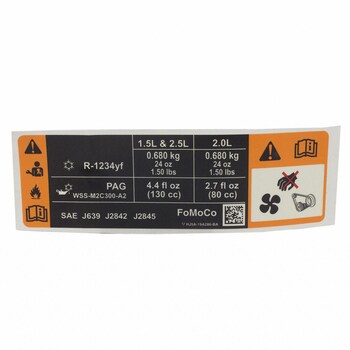 1.5L & 2.5L 2.0L
R-1234yf 0.680 kg 0.680 kg
24 oz 24 oz
1.50 lbs 1.50 lbs
PAG 4.4 fl oz 2.7 fl oz
WSS-M2C300-A2 (130 cc) (80 cc)
SAE J639 J2842 J2845 FoMoCo